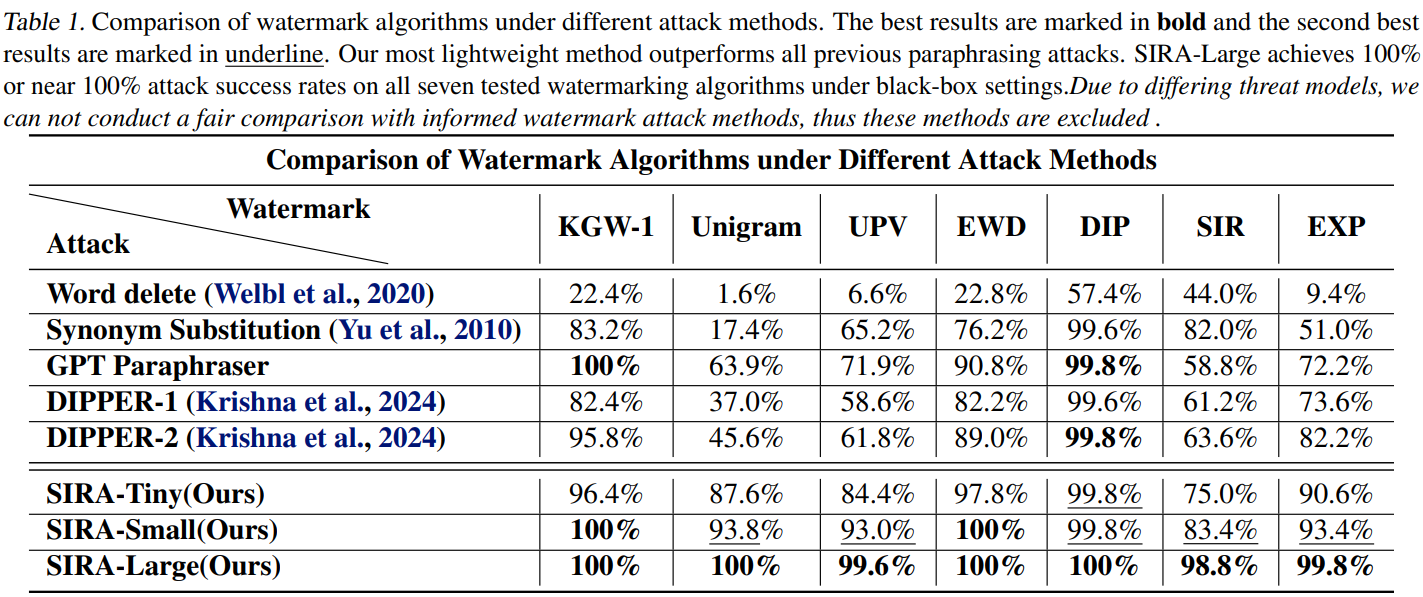 Table 1. Comparison of watermark algorithms under different attack methods. The best results are marked in bold and the second best
results are marked in underline. Our most lightweight method outperforms all previous paraphrasing attacks. SIRA-Large achieves 100%
or near 100% attack success rates on all seven tested watermarking algorithms under black-box settings.Due to differing threat models, we
can not conduct a fair comparison with informed watermark attack methods, thus these methods are excluded .
Comparison of Watermark Algorithms under Different Attack Methods
Watermark
Attack
KGW-1 Unigram UPV EWD DIP SIR EXP
Word delete (Welbl et al., 2020) 22.4% 1.6% 6.6% 22.8% 57.4% 44.0% 9.4%
Synonym Substitution (Yu et al., 2010) 83.2% 17.4% 65.2% 76.2% 99.6% 82.0% 51.0%
GPT Paraphraser 100% 63.9% 71.9% 90.8% 99.8% 58.8% 72.2%
DIPPER-1 (Krishna et al., 2024) 82.4% 37.0% 58.6% 82.2% 99.6% 61.2% 73.6%
DIPPER-2 (Krishna et al., 2024) 95.8% 45.6% 61.8% 89.0% 99.8% 63.6% 82.2%
SIRA-Tiny(Ours) 96.4% 87.6% 84.4% 97.8% 99.8% 75.0% 90.6%
SIRA-Small(Ours) 100% 93.8% 93.0% 100% 99.8% 83.4% 93.4%
SIRA-Large(Ours) 100% 100% 99.6% 100% 100% 98.8% 99.8%